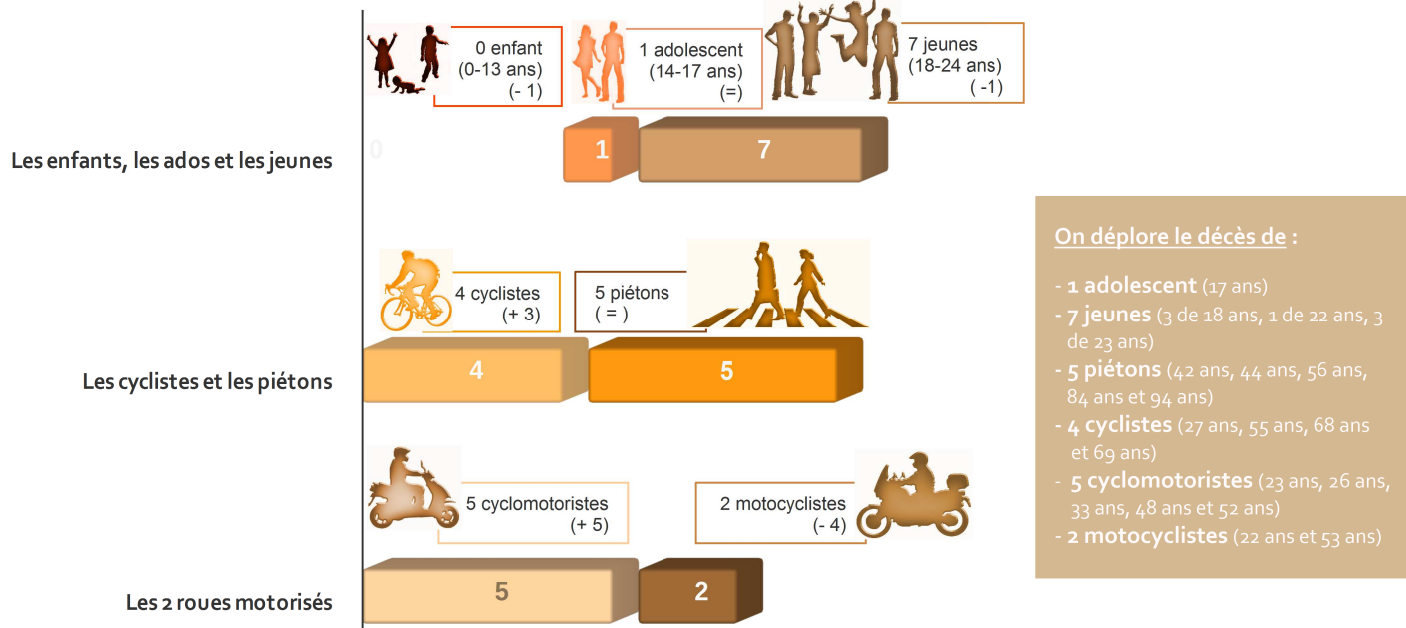 0 enfant
(0-13 ans)
(- 1)
1 adolescent
(14-17 ans)
(=)
7 jeunes
(18-24 ans)
( -1)
Les enfants, les ados et les jeunes
0
1
7
4 cyclistes
(+ 3)
5 piétons
( = )
Les cyclistes et les piétons
4
5
5 cyclomotoristes
(+ 5)
2 motocyclistes
(- 4)
Les 2 roues motorisés
5
2
On déplore le décès de :
- 1 adolescent (17 ans)
- 7 jeunes (3 de 18 ans, 1 de 22 ans, 3
de 23 ans)
- 5 piétons (42 ans, 44 ans, 56 ans,
84 ans et 94 ans)
- 4 cyclistes (27 ans, 55 ans, 68 ans
et 69 ans)
- 5 cyclomotoristes (23 ans, 26 ans,
33 ans, 48 ans et 52 ans)
- 2 motocyclistes (22 ans et 53 ans)